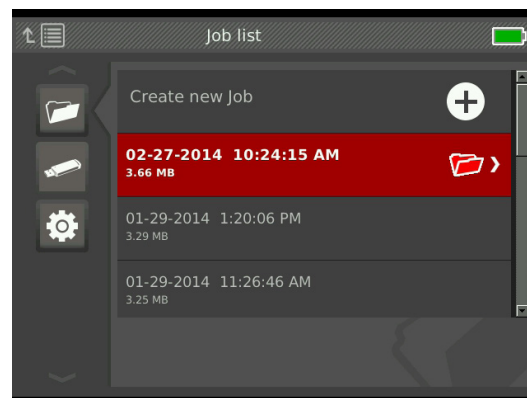 Job list
Create new Job
02-27-2014 10:24:15 AM
3.66 MB
01-29-2014 1:20:06 PM
3.29 MB
01-29-2014 11:26:46 AM
3.25 MB